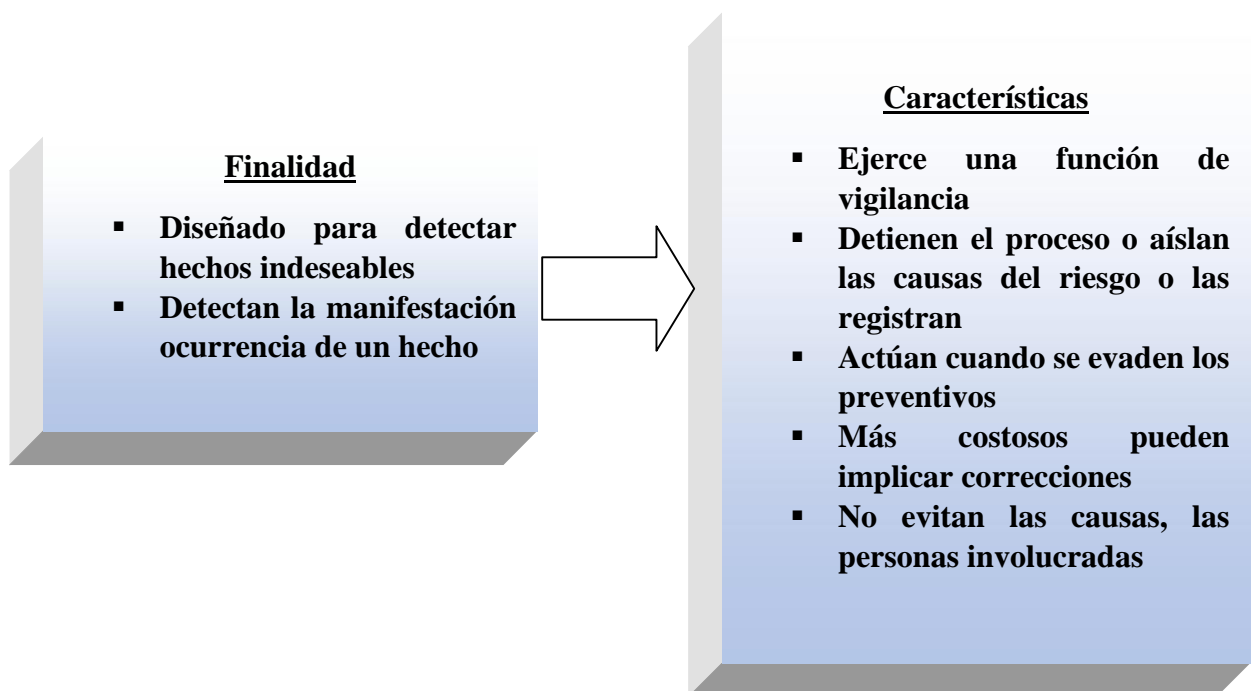 Finalidad
▪ Diseñado para detectar
hechos indeseables
▪ Detectan la manifestación
ocurrencia de un hecho
Características
▪ Ejerce una función de
vigilancia
▪ Detienen el proceso o aíslan
las causas del riesgo o las
registran
▪ Actúan cuando se evaden los
preventivos
▪ Más costosos pueden
implicar correcciones
▪ No evitan las causas, las
personas involucradas